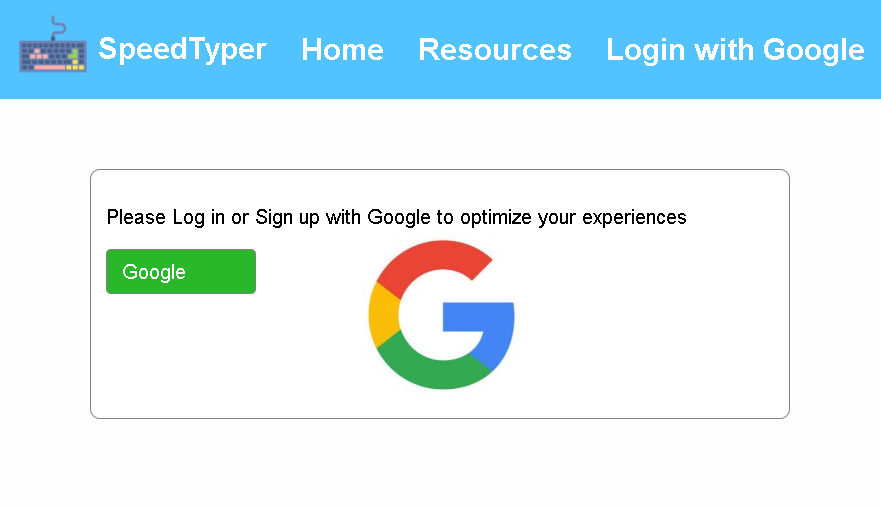 SpeedTyper Home Resources Login with Google
Please Log in or Sign up with Google to optimize your experiences
Google